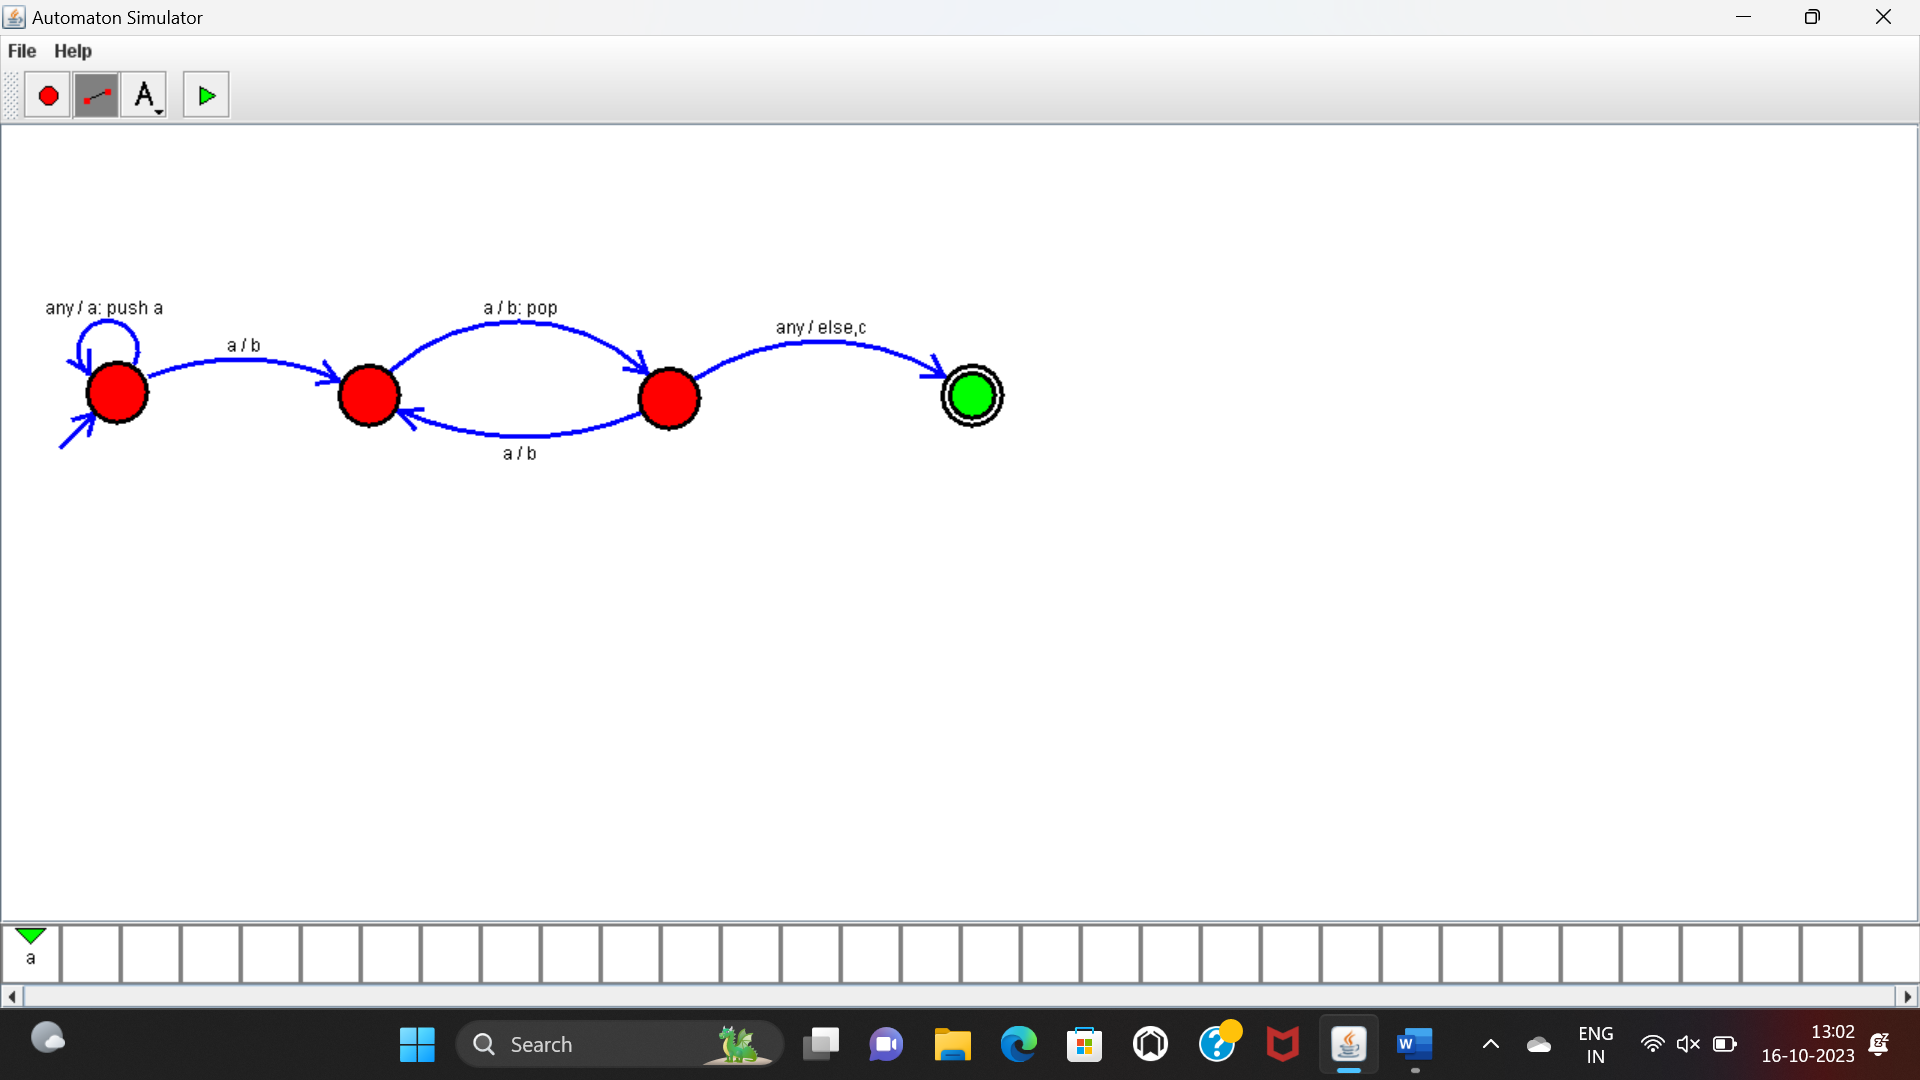 Automaton Simulator
File Help
A
any / a: push a
a / b
a / b: pop
any / else,c
a / b
a
Search
W
ENG
IN
13:02
16-10-2023